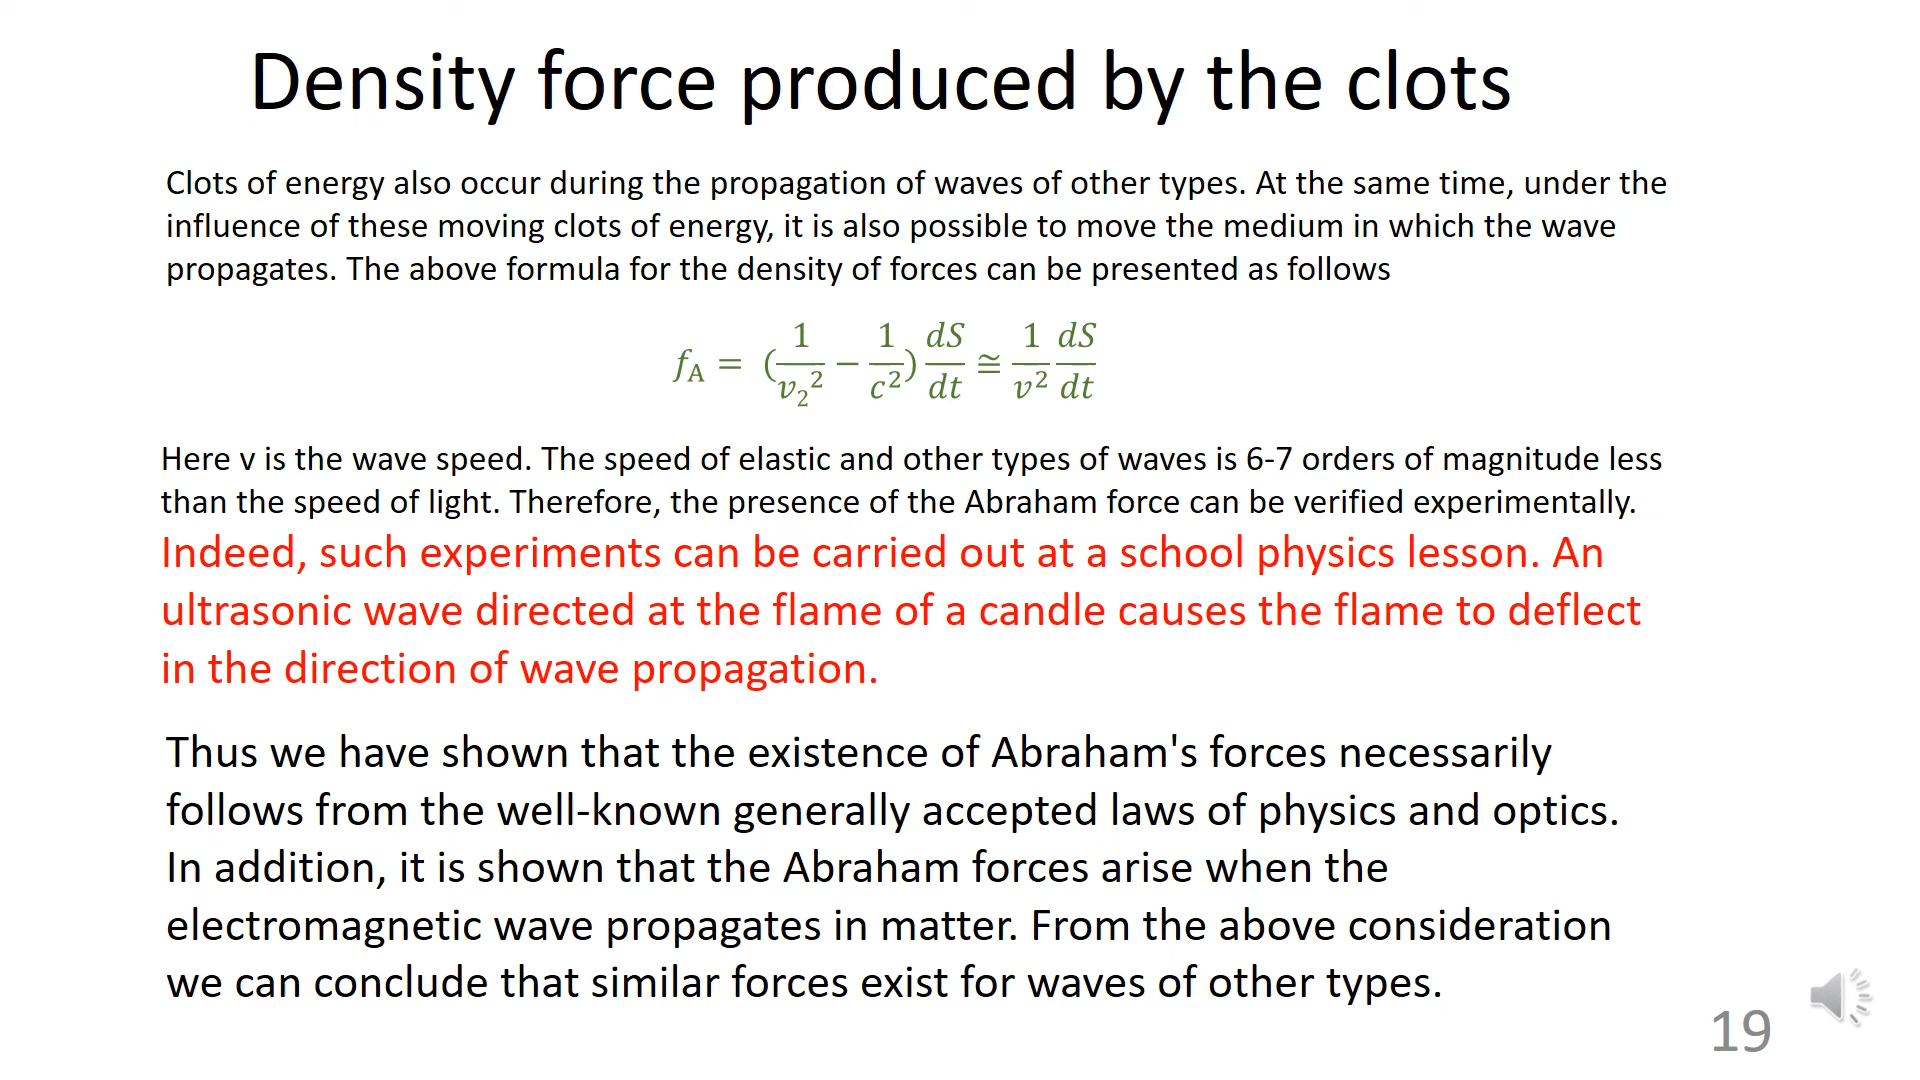 Density force produced by the clots
Clots of energy also occur during the propagation of waves of other types. At the same time, under the
influence of these moving clots of energy, it is also possible to move the medium in which the wave
propagates. The above formula for the density of forces can be presented as follows
f_A = (1/v_2² − 1/c²) dS/dt ≅ 1/v² dS/dt
Here v is the wave speed. The speed of elastic and other types of waves is 6-7 orders of magnitude less
than the speed of light. Therefore, the presence of the Abraham force can be verified experimentally.
Indeed, such experiments can be carried out at a school physics lesson. An
ultrasonic wave directed at the flame of a candle causes the flame to deflect
in the direction of wave propagation.
Thus we have shown that the existence of Abraham's forces necessarily
follows from the well-known generally accepted laws of physics and optics.
In addition, it is shown that the Abraham forces arise when the
electromagnetic wave propagates in matter. From the above consideration
we can conclude that similar forces exist for waves of other types.
19